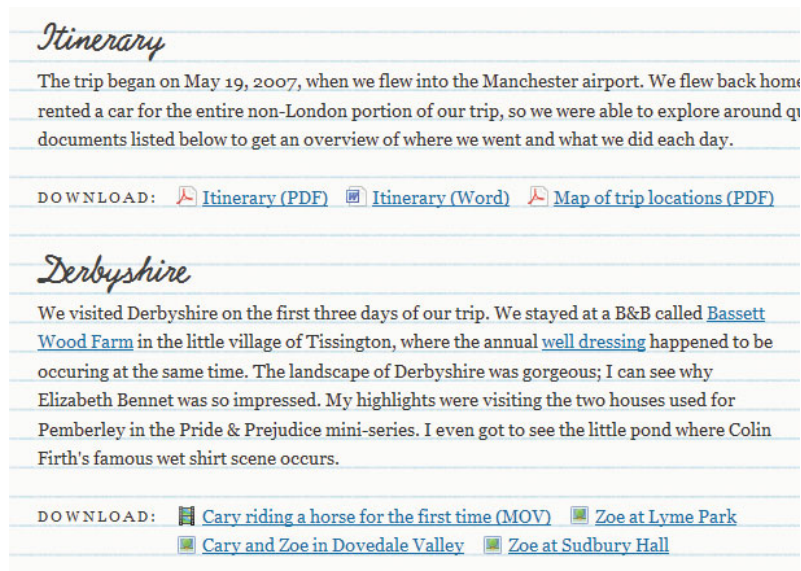 Itinerary
The trip began on May 19, 2007, when we flew into the Manchester airport. We flew back home
rented a car for the entire non-London portion of our trip, so we were able to explore around
documents listed below to get an overview of where we went and what we did each day.
DOWNLOAD: Itinerary (PDF) Itinerary (Word) Map of trip locations (PDF)
Derbyshire
We visited Derbyshire on the first three days of our trip. We stayed at a B&B called Bassett
Wood Farm in the little village of Tissington, where the annual well dressing happened to be
occuring at the same time. The landscape of Derbyshire was gorgeous; I can see why
Elizabeth Bennet was so impressed. My highlights were visiting the two houses used for
Pemberley in the Pride & Prejudice mini-series. I even got to see the little pond where Colin
Firth's famous wet shirt scene occurs.
DOWNLOAD: Cary riding a horse for the first time (MOV) Zoe at Lyme Park
Cary and Zoe in Dovedale Valley Zoe at Sudbury Hall